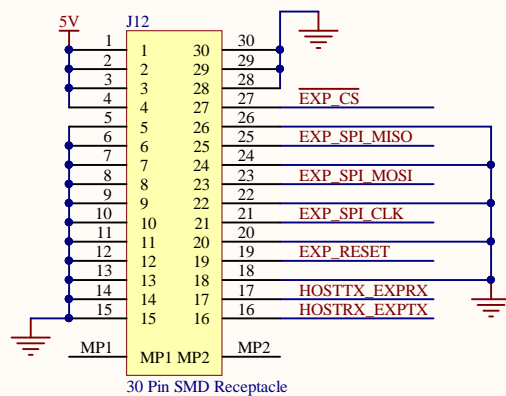 5V
J12
1 1 30 30
2 2 29 29
3 3 28 28
4 4 27 27 EXP_CS
5 5 26 26
6 6 25 25 EXP_SPI_MISO
7 7 24 24
8 8 23 23 EXP_SPI_MOSI
9 9 22 22
10 10 21 21 EXP_SPI_CLK
11 11 20 20
12 12 19 19 EXP_RESET
13 13 18 18
14 14 17 17 HOSTTX_EXPRX
15 15 16 16 HOSTRX_EXPTX
MP1 MP1 MP2 MP2
30 Pin SMD Receptacle